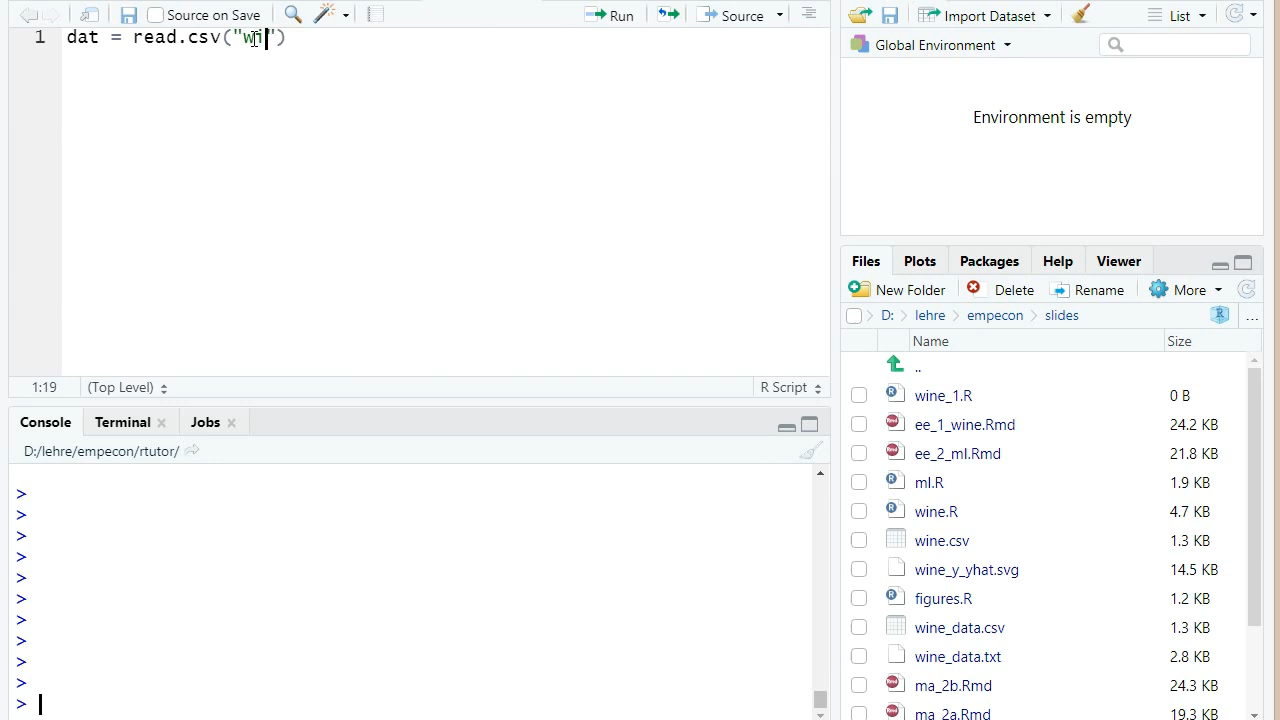 Source on Save Run Source
1 dat = read.csv("wi")
1:19 (Top Level) R Script
Console Terminal Jobs
D:/lehre/empecon/rtutor/
>
>
>
>
>
>
>
>
>
>
>
Import Dataset List
Global Environment
Environment is empty
Files Plots Packages Help Viewer
New Folder Delete Rename More
D: lehre empecon slides ...
Name Size
..
wine_1.R 0 B
ee_1_wine.Rmd 24.2 KB
ee_2_ml.Rmd 21.8 KB
ml.R 1.9 KB
wine.R 4.7 KB
wine.csv 1.3 KB
wine_y_yhat.svg 14.5 KB
figures.R 1.2 KB
wine_data.csv 1.3 KB
wine_data.txt 2.8 KB
ma_2b.Rmd 24.3 KB
ma_2a.Rmd 19.3 KB